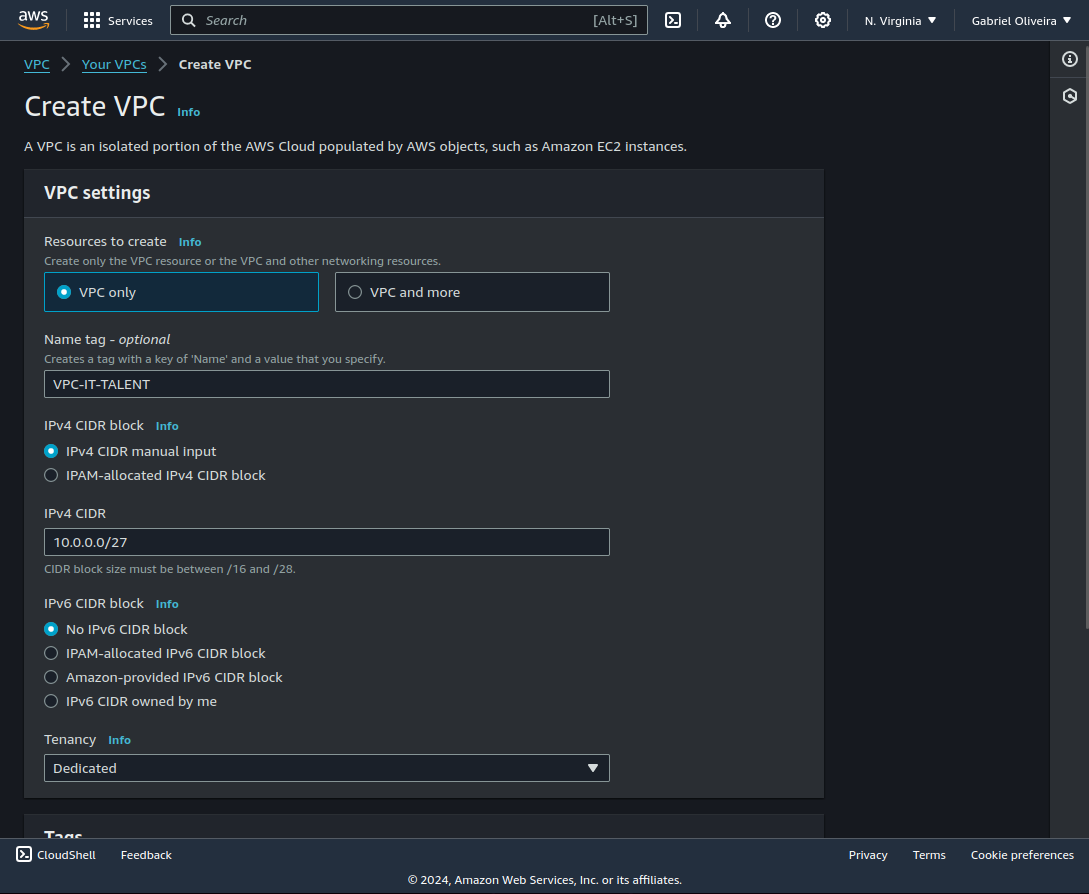 aws Services Search [Alt+S] N. Virginia Gabriel Oliveira
VPC Your VPCs Create VPC
Create VPC Info
A VPC is an isolated portion of the AWS Cloud populated by AWS objects, such as Amazon EC2 instances.
VPC settings
Resources to create Info
Create only the VPC resource or the VPC and other networking resources.
VPC only VPC and more
Name tag - optional
Creates a tag with a key of 'Name' and a value that you specify.
VPC-IT-TALENT
IPv4 CIDR block Info
IPv4 CIDR manual input
IPAM-allocated IPv4 CIDR block
IPv4 CIDR
10.0.0.0/27
CIDR block size must be between /16 and /28.
IPv6 CIDR block Info
No IPv6 CIDR block
IPAM-allocated IPv6 CIDR block
Amazon-provided IPv6 CIDR block
IPv6 CIDR owned by me
Tenancy Info
Dedicated
Tags
CloudShell Feedback Privacy Terms Cookie preferences
© 2024, Amazon Web Services, Inc. or its affiliates.